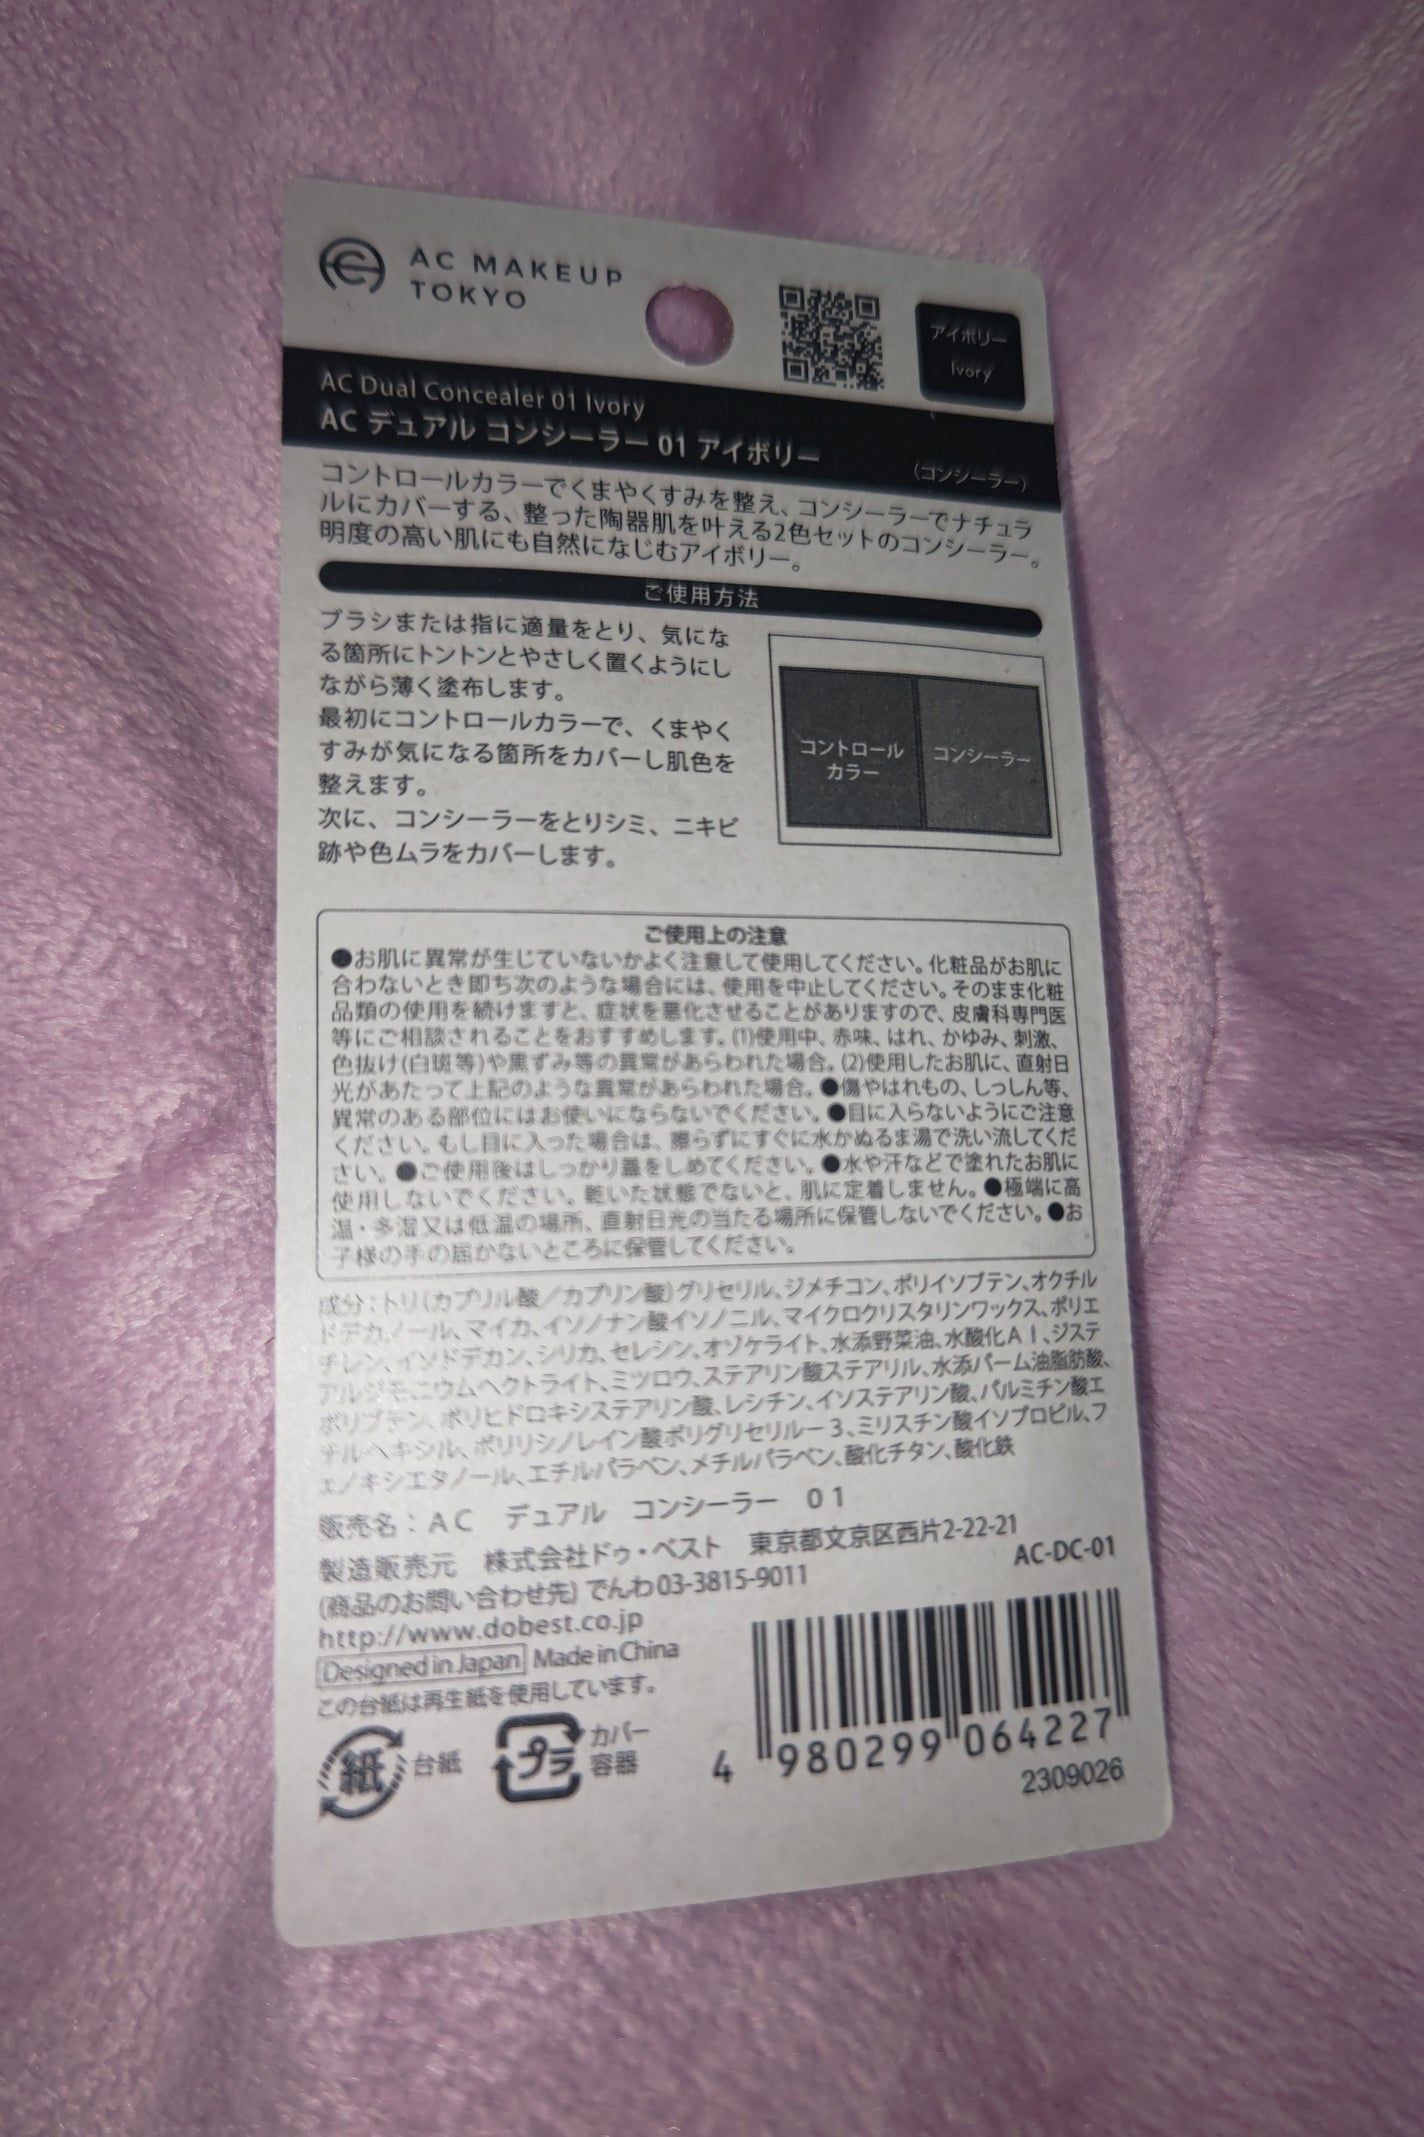 AC MAKEUP
TOKYO
アイボリー
Ivory
AC Dual Concealer 01 Ivory
AC デュアル コンシーラー 01 アイボリー
(コンシーラー)
コントロールカラーでくまやくすみを整え、コンシーラーでナチュラ
ルにカバーする、整った陶器肌を叶える2色セットのコンシーラー。
明度の高い肌にも自然になじむアイボリー。
ご使用方法
ブラシまたは指に適量をとり、気にな
る箇所にトントンとやさしく置くようにし
ながら薄く塗布します。
最初にコントロールカラーで、くまやく
すみが気になる箇所をカバーし肌色を
整えます。
次に、コンシーラーをとりシミ、ニキビ
跡や色ムラをカバーします。
コントロール
カラー
コンシーラー
ご使用上の注意
●お肌に異常が生じていないかよく注意して使用してください。化粧品がお肌に
合わないとき即ち次のような場合には、使用を中止してください。そのまま化粧
品類の使用を続けますと、症状を悪化させることがありますので、皮膚科専門医
等にご相談されることをおすすめします。(1)使用中、赤味、はれ、かゆみ、刺激、
色抜け(白斑等)や黒ずみ等の異常があらわれた場合。(2)使用したお肌に、直射日
光があたって上記のような異常があらわれた場合。●傷やはれもの、しっしん等、
異常のある部位にはお使いにならないでください。●目に入らないようにご注意
ください。もし目に入った場合は、擦らずにすぐに水かぬるま湯で洗い流してくだ
さい。●ご使用後はしっかり蓋をしめてください。●水や汗などで塗れたお肌に
使用しないでください。乾いた状態でないと、肌に定着しません。●極端に高
温・多湿又は低温の場所、直射日光の当たる場所に保管しないでください。●お
子様の手の届かないところに保管してください。
成分：トリ(カプリル酸／カプリン酸)グリセリル、ジメチコン、ポリイソブテン、オクチル
ドデカノール、マイカ、イソノナン酸イソノニル、マイクロクリスタリンワックス、ポリエ
チレン、イソドデカン、シリカ、セレシン、オゾケライト、水添野菜油、水酸化Ａｌ、ジステ
アルジモニウムヘクトライト、ミツロウ、ステアリン酸ステアリル、水添パーム油脂肪酸、
ポリブテン、ポリヒドロキシステアリン酸、レシチン、イソステアリン酸、パルミチン酸エ
チルヘキシル、ポリリシノレイン酸ポリグリセリル－３、ミリスチン酸イソプロピル、フ
ェノキシエタノール、エチルパラベン、メチルパラベン、酸化チタン、酸化鉄
販売名：ＡＣ　デュアル　コンシーラー　０１
製造販売元　株式会社ドゥ・ベスト　東京都文京区西片2-22-21
(商品のお問い合わせ先) でんわ03-3815-9011
AC-DC-01
http://www.dobest.co.jp
Designed in Japan Made in China
この台紙は再生紙を使用しています。
紙 台紙
プラ カバー
容器
4 980299 064227
2309026